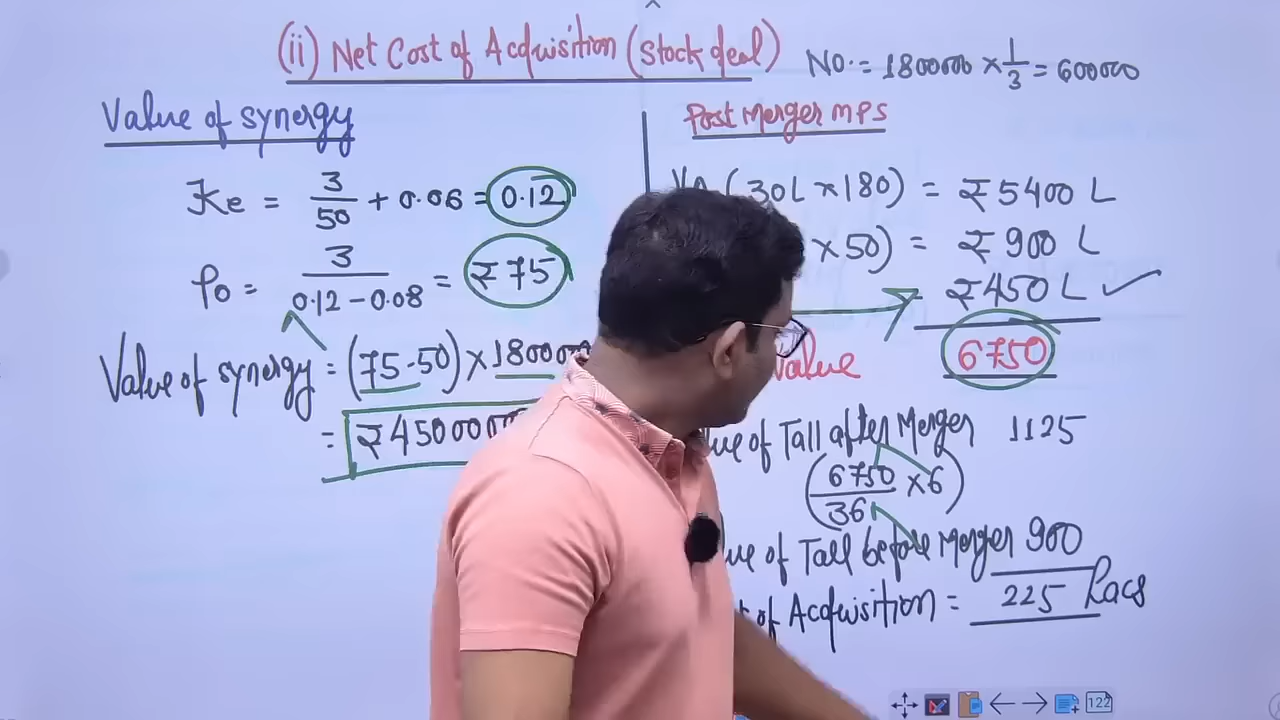 (ii) Net Cost of Acquisition (Stock deal)
No. = 1800000 × 1/3 = 600000
Value of synergy
Ke = 3/50 + 0.06 = 0.12
P0 = 3/(0.12 - 0.08) = ₹75
Value of synergy = (75-50) × 18000
= ₹450000
Post Merger MPS
(30L × 180) = ₹5400 L
× 50) = ₹900 L
₹450 L ✓
Value 6750
of Tall after Merger 1125
(6750/36 × 6)
of Tall before Merger 900
of Acquisition = 225 Lacs
122